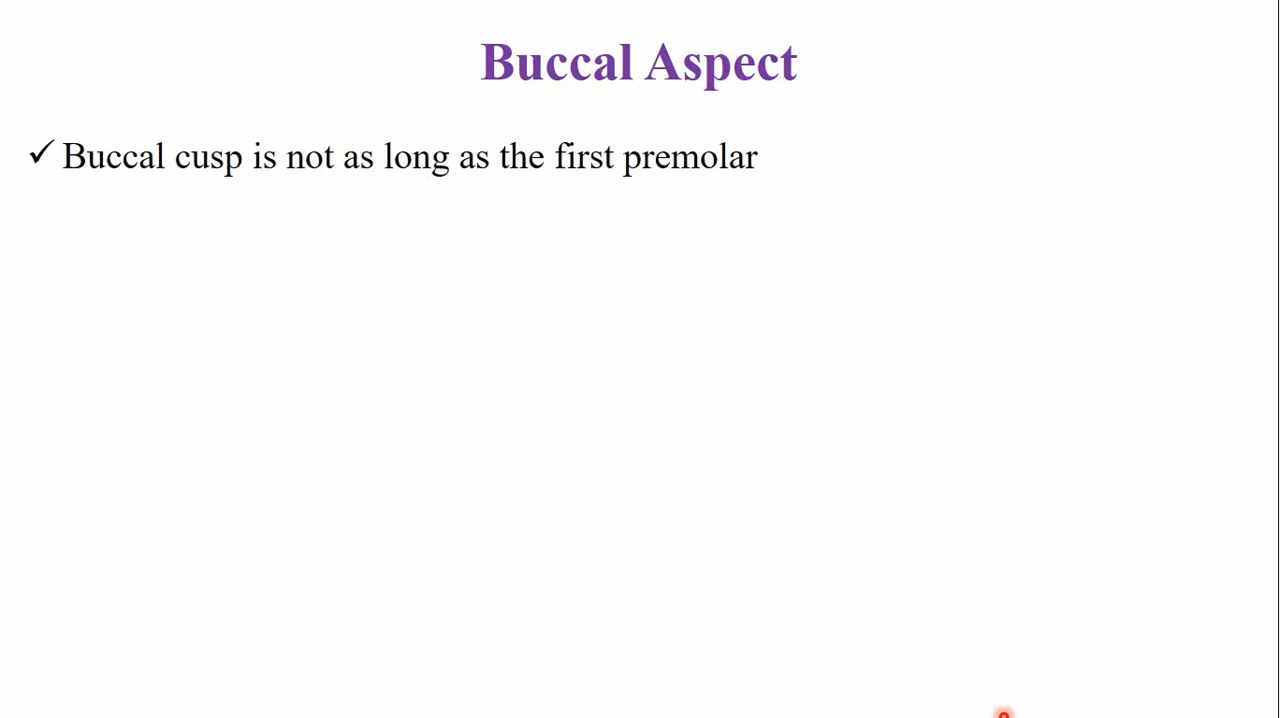 Buccal Aspect
✓ Buccal cusp is not as long as the first premolar